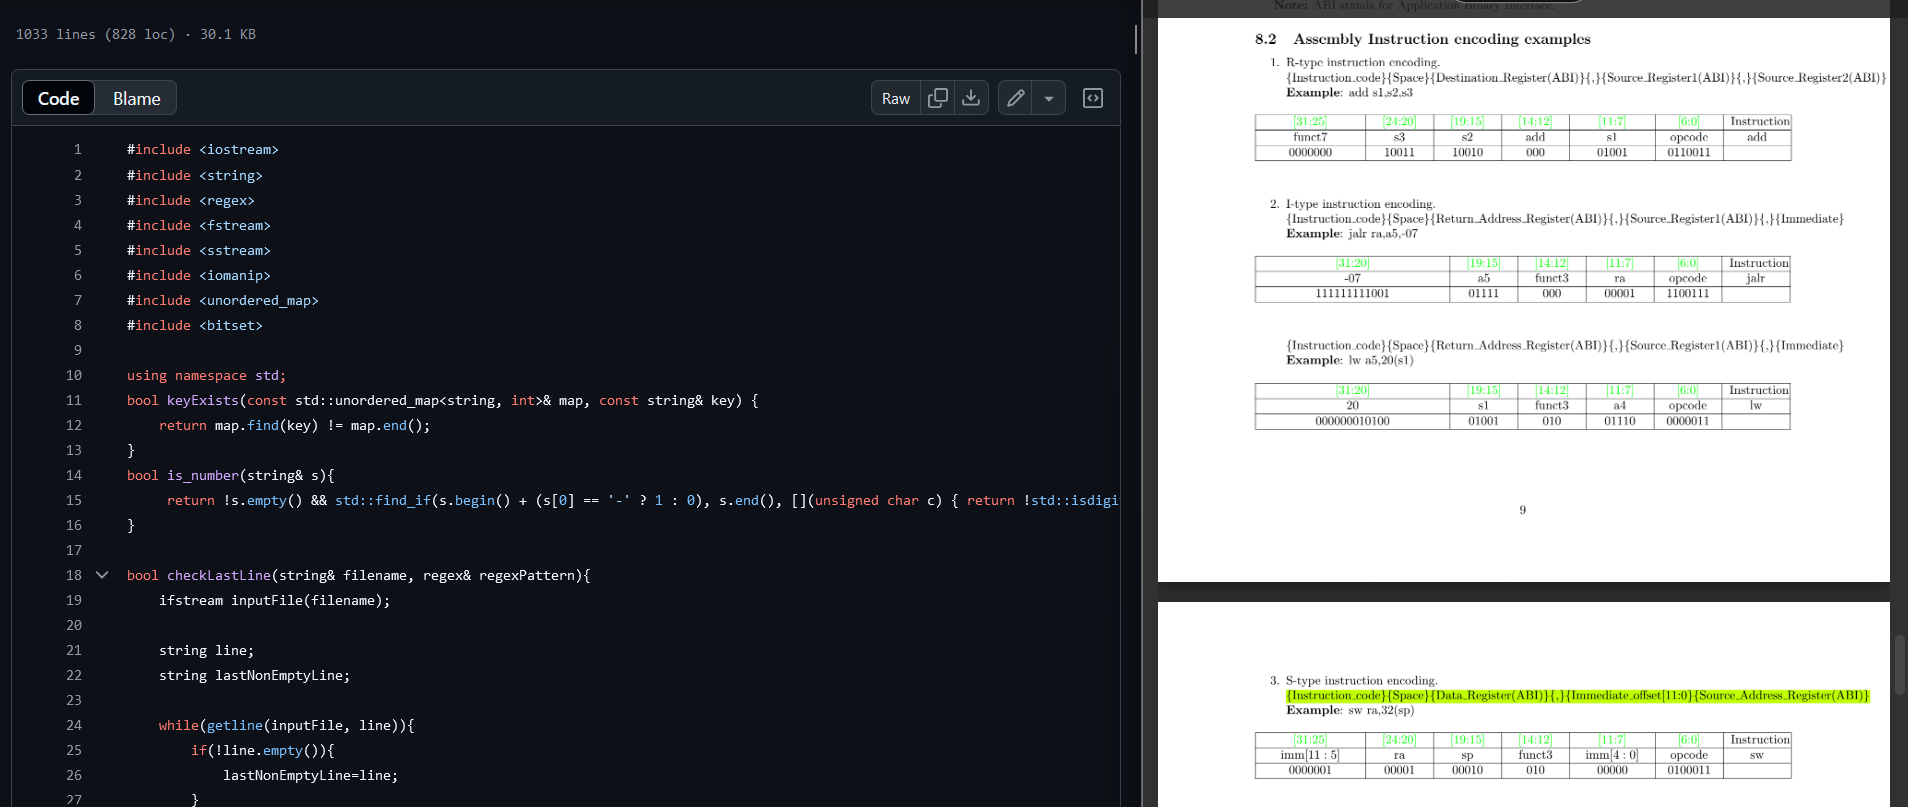 1033 lines (828 loc) · 30.1 KB
Code Blame Raw
1 #include <iostream>
2 #include <string>
3 #include <regex>
4 #include <fstream>
5 #include <sstream>
6 #include <iomanip>
7 #include <unordered_map>
8 #include <bitset>
9
10 using namespace std;
11 bool keyExists(const std::unordered_map<string, int>& map, const string& key) {
12 return map.find(key) != map.end();
13 }
14 bool is_number(string& s){
15 return !s.empty() && std::find_if(s.begin() + (s[0] == '-' ? 1 : 0), s.end(), [](unsigned char c) { return !std::isdigi
16 }
17
18 bool checkLastLine(string& filename, regex& regexPattern){
19 ifstream inputFile(filename);
20
21 string line;
22 string lastNonEmptyLine;
23
24 while(getline(inputFile, line)){
25 if(!line.empty()){
26 lastNonEmptyLine=line;
27 }
Note: ABI stands for Application Binary Interface.
8.2 Assembly Instruction encoding examples
1. R-type instruction encoding.
{Instruction_code}{Space}{Destination_Register(ABI)}{,}{Source_Register1(ABI)}{,}{Source_Register2(ABI)}
Example: add s1,s2,s3
[31:25] [24:20] [19:15] [14:12] [11:7] [6:0] Instruction
funct7 s3 s2 add s1 opcode add
0000000 10011 10010 000 01001 0110011
2. I-type instruction encoding.
{Instruction_code}{Space}{Return_Address_Register(ABI)}{,}{Source_Register1(ABI)}{,}{Immediate}
Example: jalr ra,a5,-07
[31:20] [19:15] [14:12] [11:7] [6:0] Instruction
-07 a5 funct3 ra opcode jalr
111111111001 01111 000 00001 1100111
{Instruction_code}{Space}{Return_Address_Register(ABI)}{,}{Source_Register1(ABI)}{,}{Immediate}
Example: lw a5,20(s1)
[31:20] [19:15] [14:12] [11:7] [6:0] Instruction
20 s1 funct3 a4 opcode lw
000000010100 01001 010 01110 0000011
9
3. S-type instruction encoding.
{Instruction_code}{Space}{Data_Register(ABI)}{,}{Immediate_offset[11:0}{Source_Address_Register(ABI)}
Example: sw ra,32(sp)
[31:25] [24:20] [19:15] [14:12] [11:7] [6:0] Instruction
imm[11 : 5] ra sp funct3 imm[4 : 0] opcode sw
0000001 00001 00010 010 00000 0100011